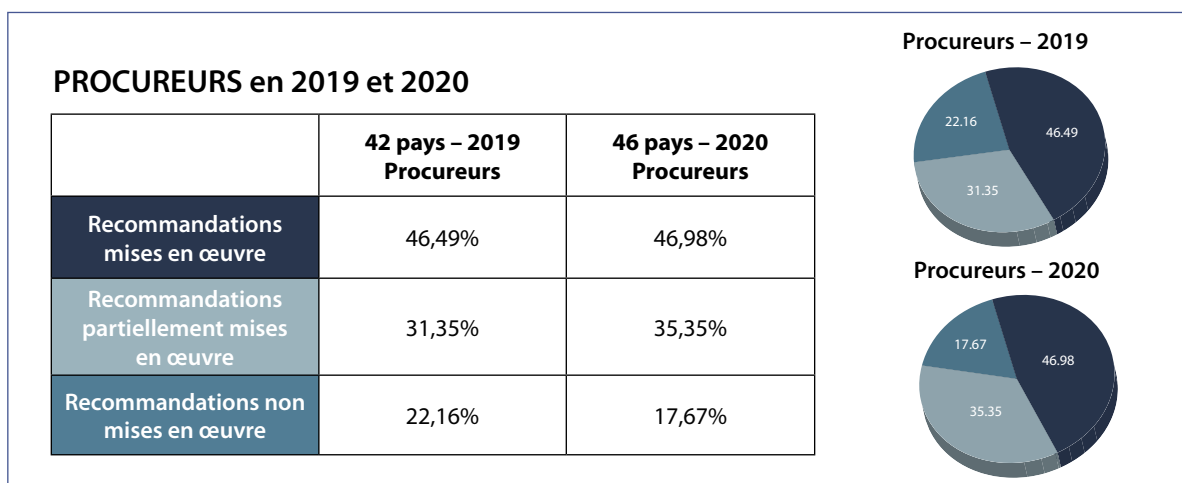 PROCUREURS en 2019 et 2020
42 pays – 2019
Procureurs
46 pays – 2020
Procureurs
Recommandations
mises en œuvre
46,49%
46,98%
Recommandations
partiellement mises
en œuvre
31,35%
35,35%
Recommandations non
mises en œuvre
22,16%
17,67%
Procureurs – 2019
22.16
46.49
31.35
Procureurs – 2020
17.67
46.98
35.35